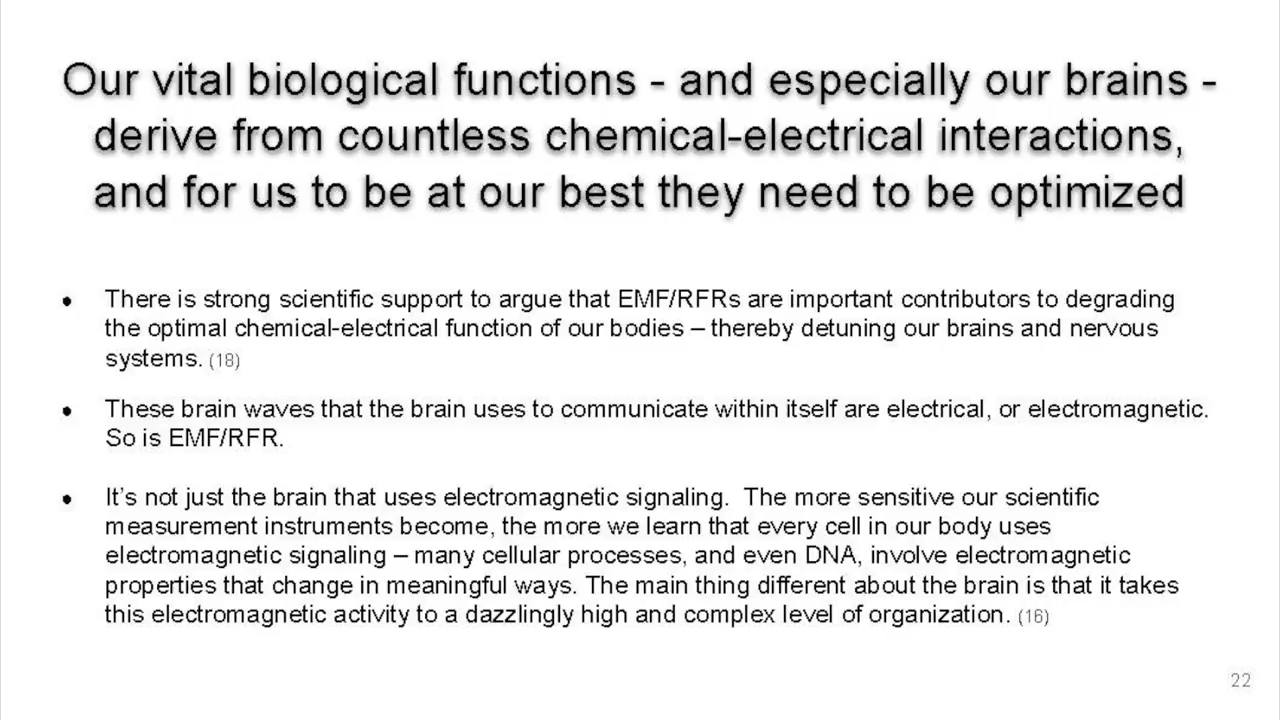 Our vital biological functions - and especially our brains -
derive from countless chemical-electrical interactions,
and for us to be at our best they need to be optimized
• There is strong scientific support to argue that EMF/RFRs are important contributors to degrading
the optimal chemical-electrical function of our bodies – thereby detuning our brains and nervous
systems. (18)
• These brain waves that the brain uses to communicate within itself are electrical, or electromagnetic.
So is EMF/RFR.
• It’s not just the brain that uses electromagnetic signaling.  The more sensitive our scientific
measurement instruments become, the more we learn that every cell in our body uses
electromagnetic signaling – many cellular processes, and even DNA, involve electromagnetic
properties that change in meaningful ways. The main thing different about the brain is that it takes
this electromagnetic activity to a dazzlingly high and complex level of organization. (16)
22